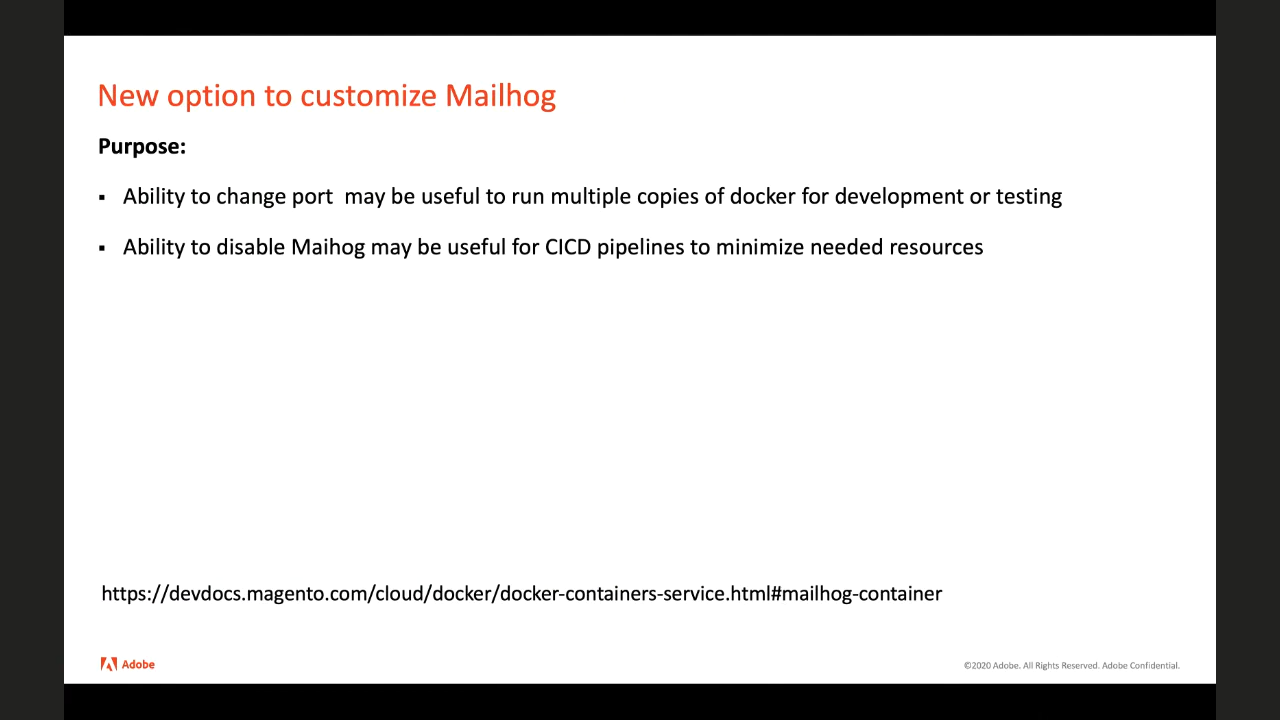 New option to customize Mailhog
Purpose:
▪ Ability to change port  may be useful to run multiple copies of docker for development or testing
▪ Ability to disable Maihog may be useful for CICD pipelines to minimize needed resources
https://devdocs.magento.com/cloud/docker/docker-containers-service.html#mailhog-container
Adobe
©2020 Adobe. All Rights Reserved. Adobe Confidential.